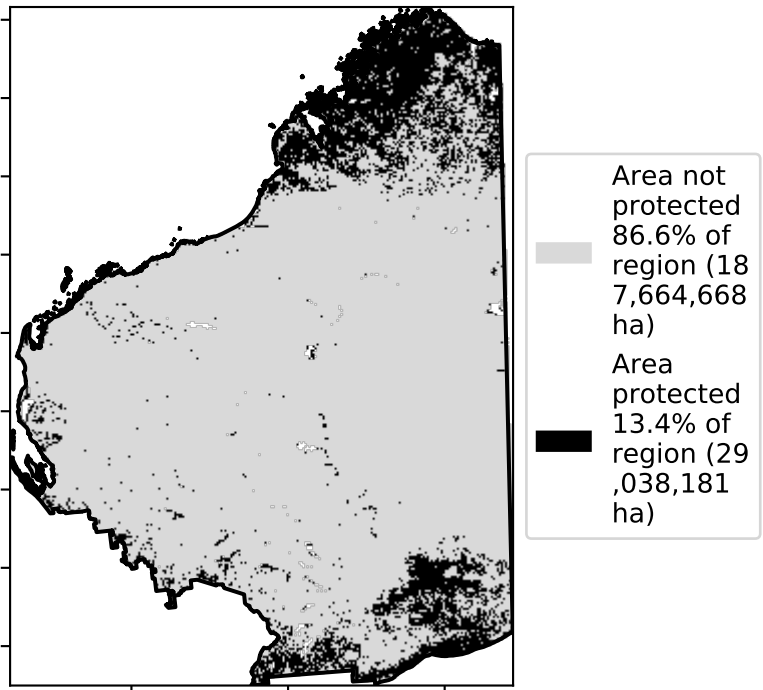 Area not
protected
86.6% of
region (18
7,664,668
ha)
Area
protected
13.4% of
region (29
,038,181
ha)